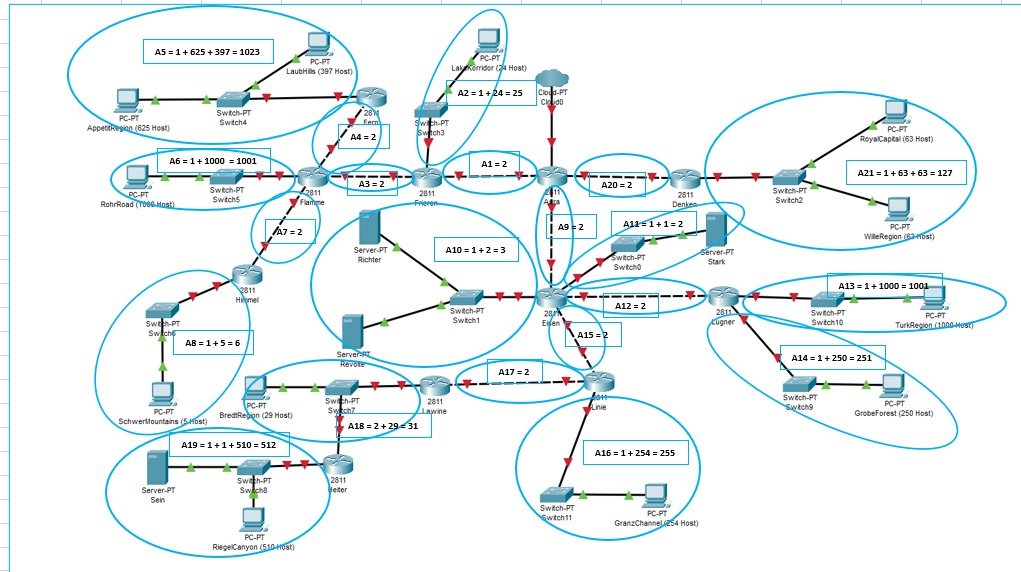 A5 = 1 + 625 + 397 = 1023
PC-PT
LaubHills (397 Host)
PC-PT
AppetitRegion (625 Host)
Switch-PT
Switch4
2811
Fern
PC-PT
LakeKorridor (24 Host)
A2 = 1 + 24 = 25
Switch-PT
Switch3
Cloud-PT
Cloud0
A4 = 2
A6 = 1 + 1000 = 1001
PC-PT
RohrRoad (1000 Host)
Switch-PT
Switch5
2811
Flamme
A3 = 2
2811
Frieren
A1 = 2
2811
A20 = 2
2811
Denken
PC-PT
RoyalCapital (63 Host)
A21 = 1 + 63 + 63 = 127
Switch-PT
Switch2
PC-PT
WilleRegion (63 Host)
A7 = 2
2811
Himmel
Server-PT
Richter
A10 = 1 + 2 = 3
A9 = 2
A11 = 1 + 1 = 2
Switch-PT
Switch0
Server-PT
Stark
Switch-PT
Switch1
Server-PT
Revolte
2811
Eisen
A12 = 2
2811
Lugner
A13 = 1 + 1000 = 1001
Switch-PT
Switch10
PC-PT
TurkRegion (1000 Host)
Switch-PT
Switch6
A8 = 1 + 5 = 6
PC-PT
SchwerMountains (5 Host)
A15 = 2
A14 = 1 + 250 = 251
Switch-PT
Switch9
PC-PT
GrobeForest (250 Host)
PC-PT
BredtRegion (29 Host)
Switch-PT
Switch7
2811
Lawine
A17 = 2
2811
Linie
A18 = 2 + 29 = 31
A19 = 1 + 1 + 510 = 512
Server-PT
Sein
Switch-PT
Switch8
2811
Heiter
PC-PT
RiegelCanyon (510 Host)
A16 = 1 + 254 = 255
Switch-PT
Switch11
PC-PT
GranzChannel (254 Host)